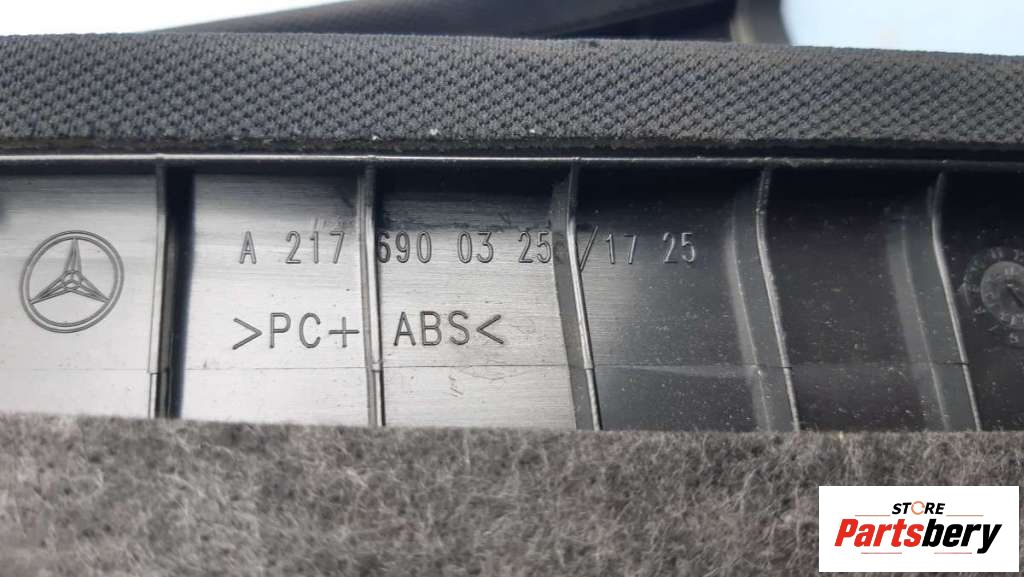 A 217 690 03 25 /17 25
>PC+ ABS<
STORE
Partsbery